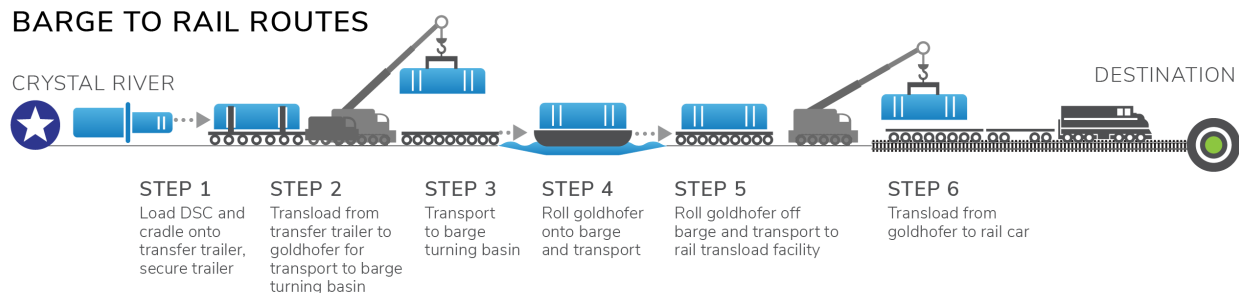 BARGE TO RAIL ROUTES
CRYSTAL RIVER
DESTINATION
STEP 1
Load DSC and
cradle onto
transfer trailer,
secure trailer
STEP 2
Transload from
transfer trailer to
goldhofer for
transport to barge
turning basin
STEP 3
Transport
to barge
turning basin
STEP 4
Roll goldhofer
onto barge
and transport
STEP 5
Roll goldhofer off
barge and transport to
rail transload facility
STEP 6
Transload from
goldhofer to rail car